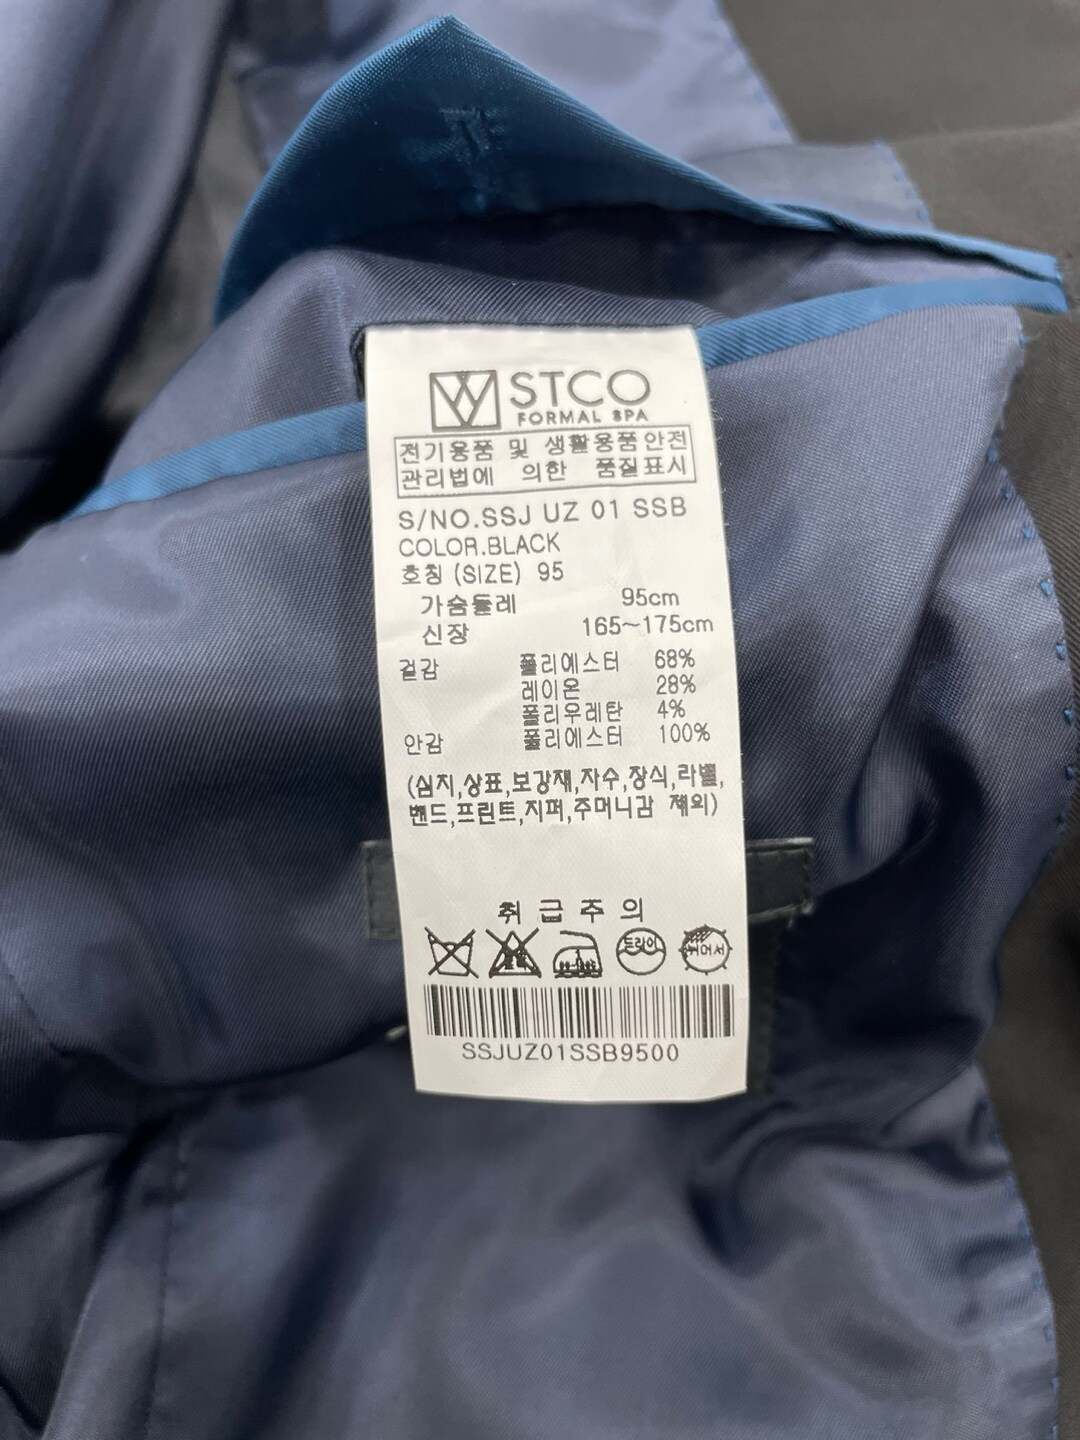 STCO
FORMAL SPA
전기용품 및 생활용품안전
관리법에 의한 품질표시
S/NO.SSJ UZ 01 SSB
COLOR.BLACK
호칭 (SIZE) 95
가슴둘레 95cm
신장 165~175cm
겉감 폴리에스터 68%
레이온 28%
폴리우레탄 4%
안감 폴리에스터 100%
(심지,상표,보강재,자수,장식,라벨,
밴드,프린트,지퍼,주머니감 제외)
취급주의
드라이
뉘어서
SSJUZ01SSB9500